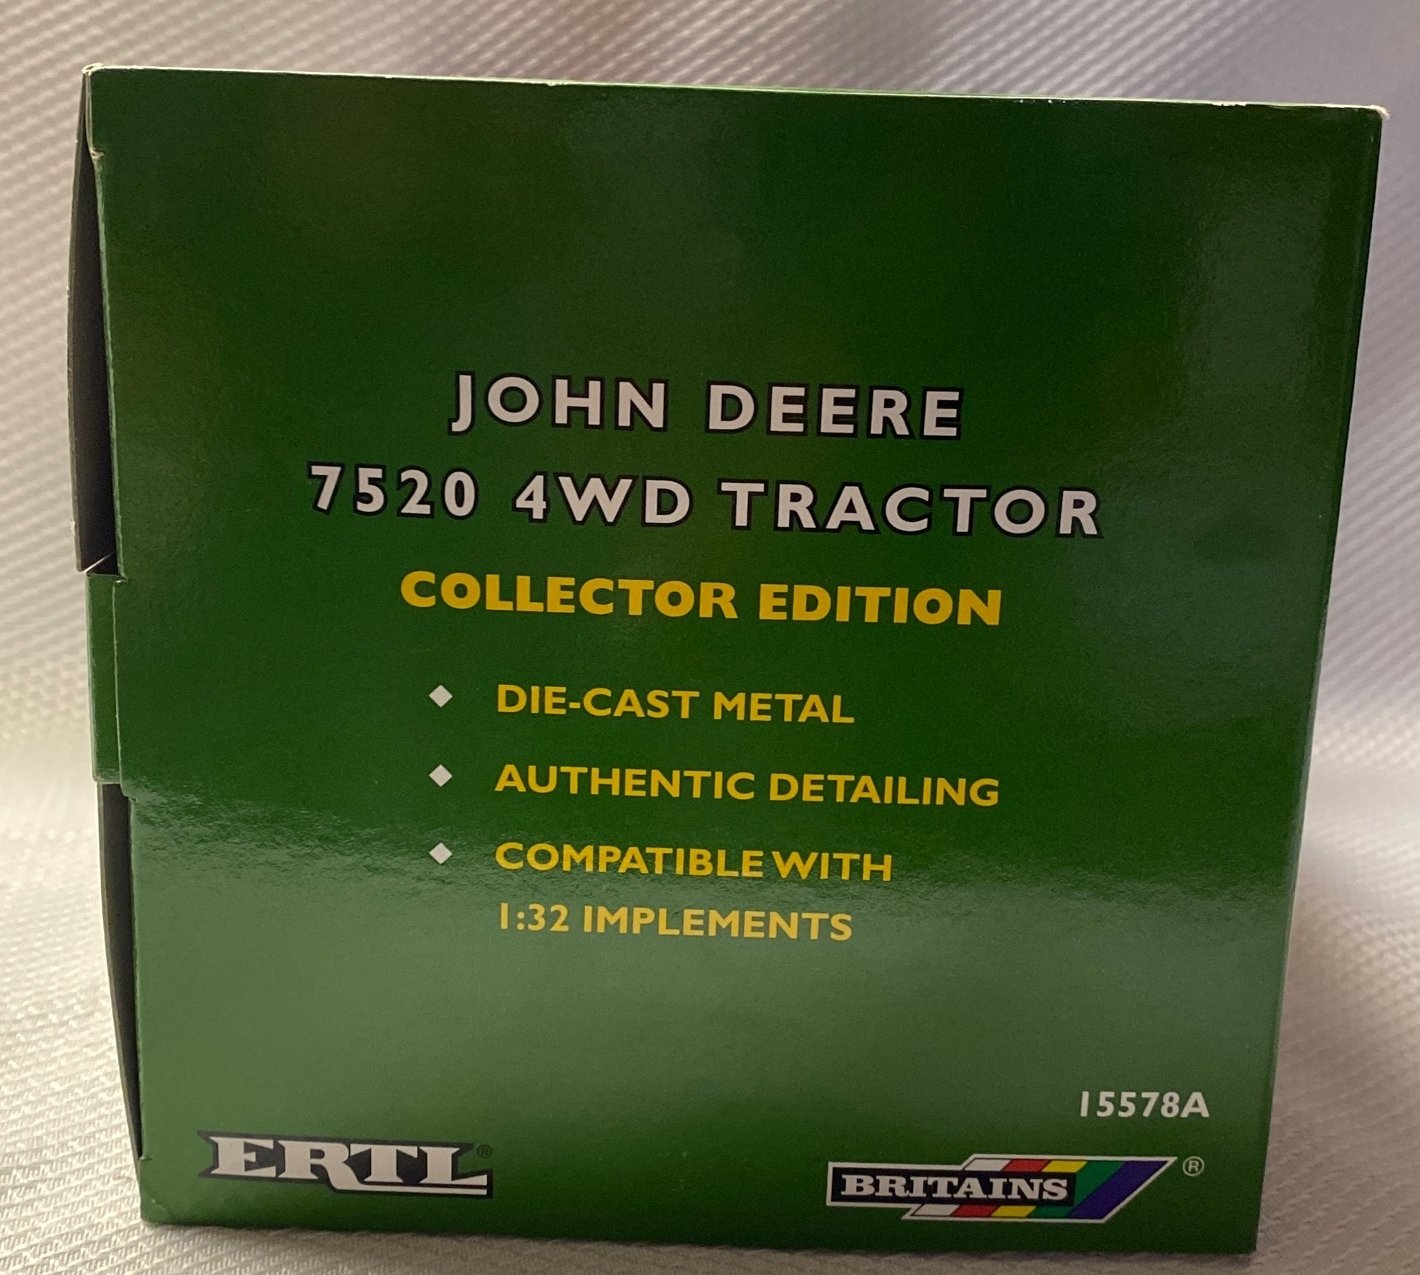 JOHN DEERE
7520 4WD TRACTOR
COLLECTOR EDITION
DIE-CAST METAL
AUTHENTIC DETAILING
COMPATIBLE WITH
1:32 IMPLEMENTS
15578A
ERTL®
BRITAINS®